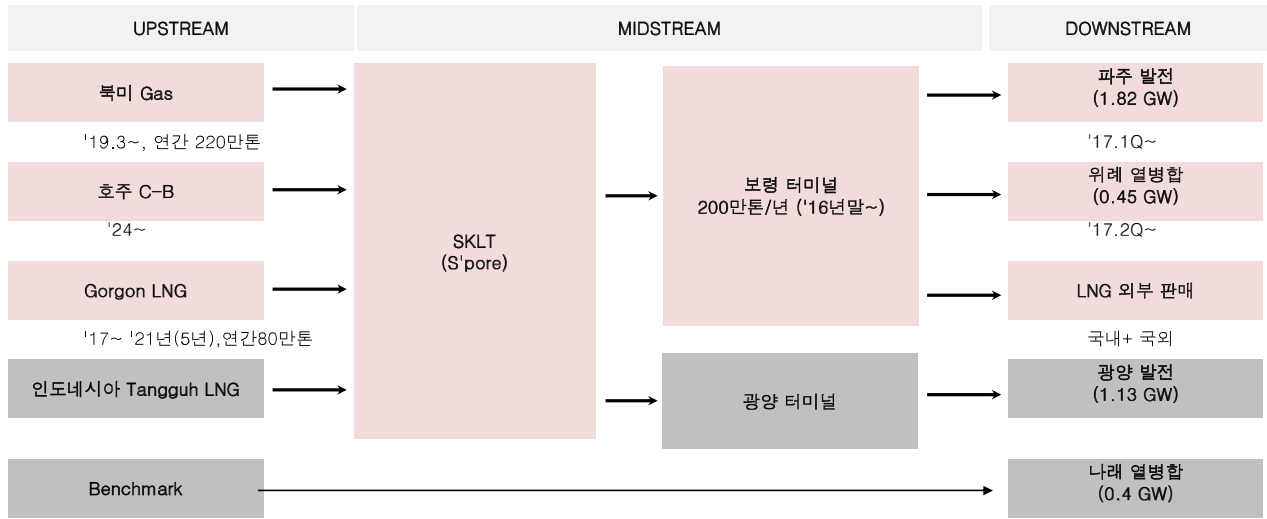 UPSTREAM
MIDSTREAM
DOWNSTREAM
북미 Gas
'19.3~, 연간 220만톤
호주 C-B
'24~
Gorgon LNG
'17~ '21년(5년),연간80만톤
인도네시아 Tangguh LNG
Benchmark
SKLT
(S'pore)
보령 터미널
200만톤/년 ('16년말~)
광양 터미널
파주 발전
(1.82 GW)
'17.1Q~
위례 열병합
(0.45 GW)
'17.2Q~
LNG 외부 판매
국내+ 국외
광양 발전
(1.13 GW)
나래 열병합
(0.4 GW)